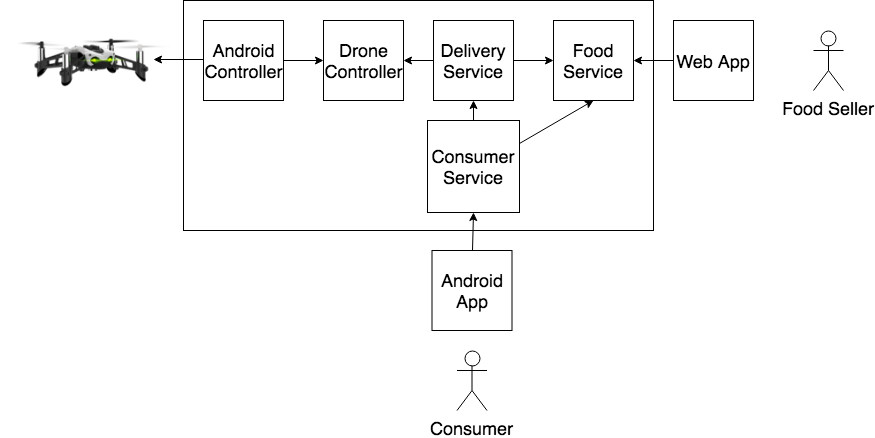 Android
Controller
Drone
Controller
Delivery
Service
Food
Service
Web App
Food Seller
Consumer
Service
Android
App
Consumer